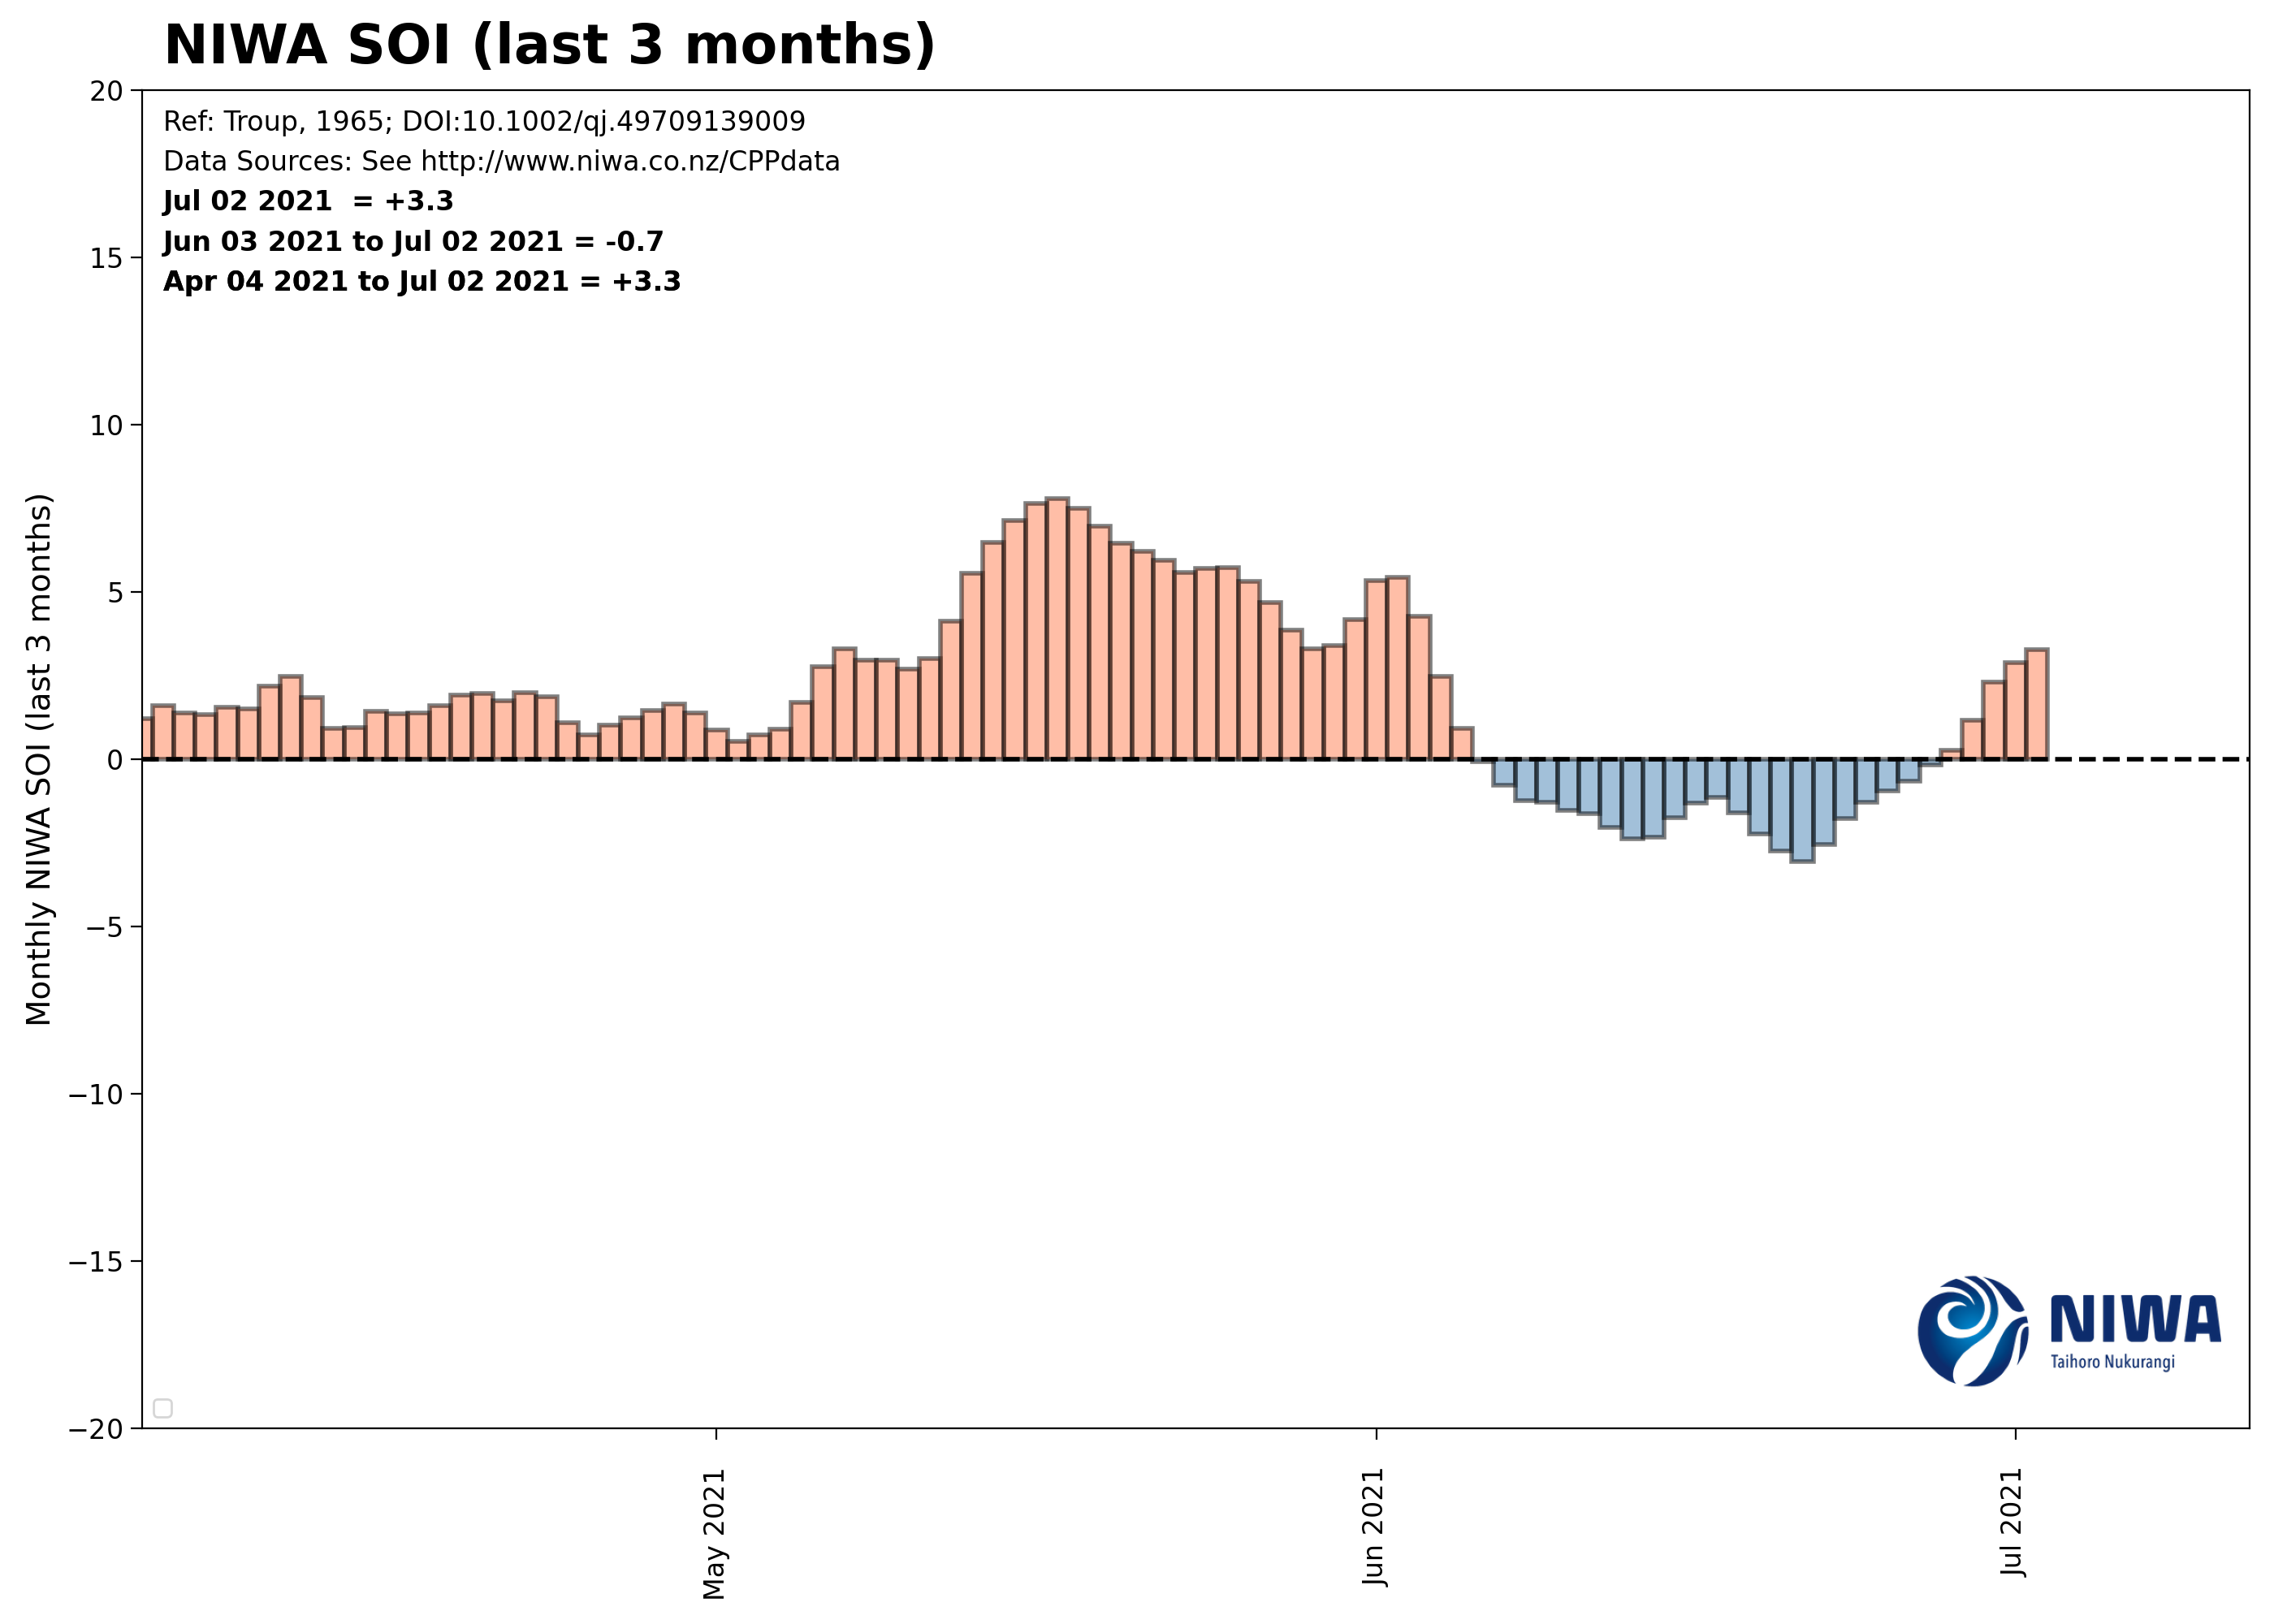 NIWA SOI (last 3 months)
Ref: Troup, 1965; DOI:10.1002/qj.49709139009
Data Sources: See http://www.niwa.co.nz/CPPdata
Jul 02 2021  = +3.3
Jun 03 2021 to Jul 02 2021 = -0.7
Apr 04 2021 to Jul 02 2021 = +3.3
Monthly NIWA SOI (last 3 months)
20
15
10
5
0
−5
−10
−15
−20
May 2021
Jun 2021
Jul 2021
NIWA
Taihoro Nukurangi